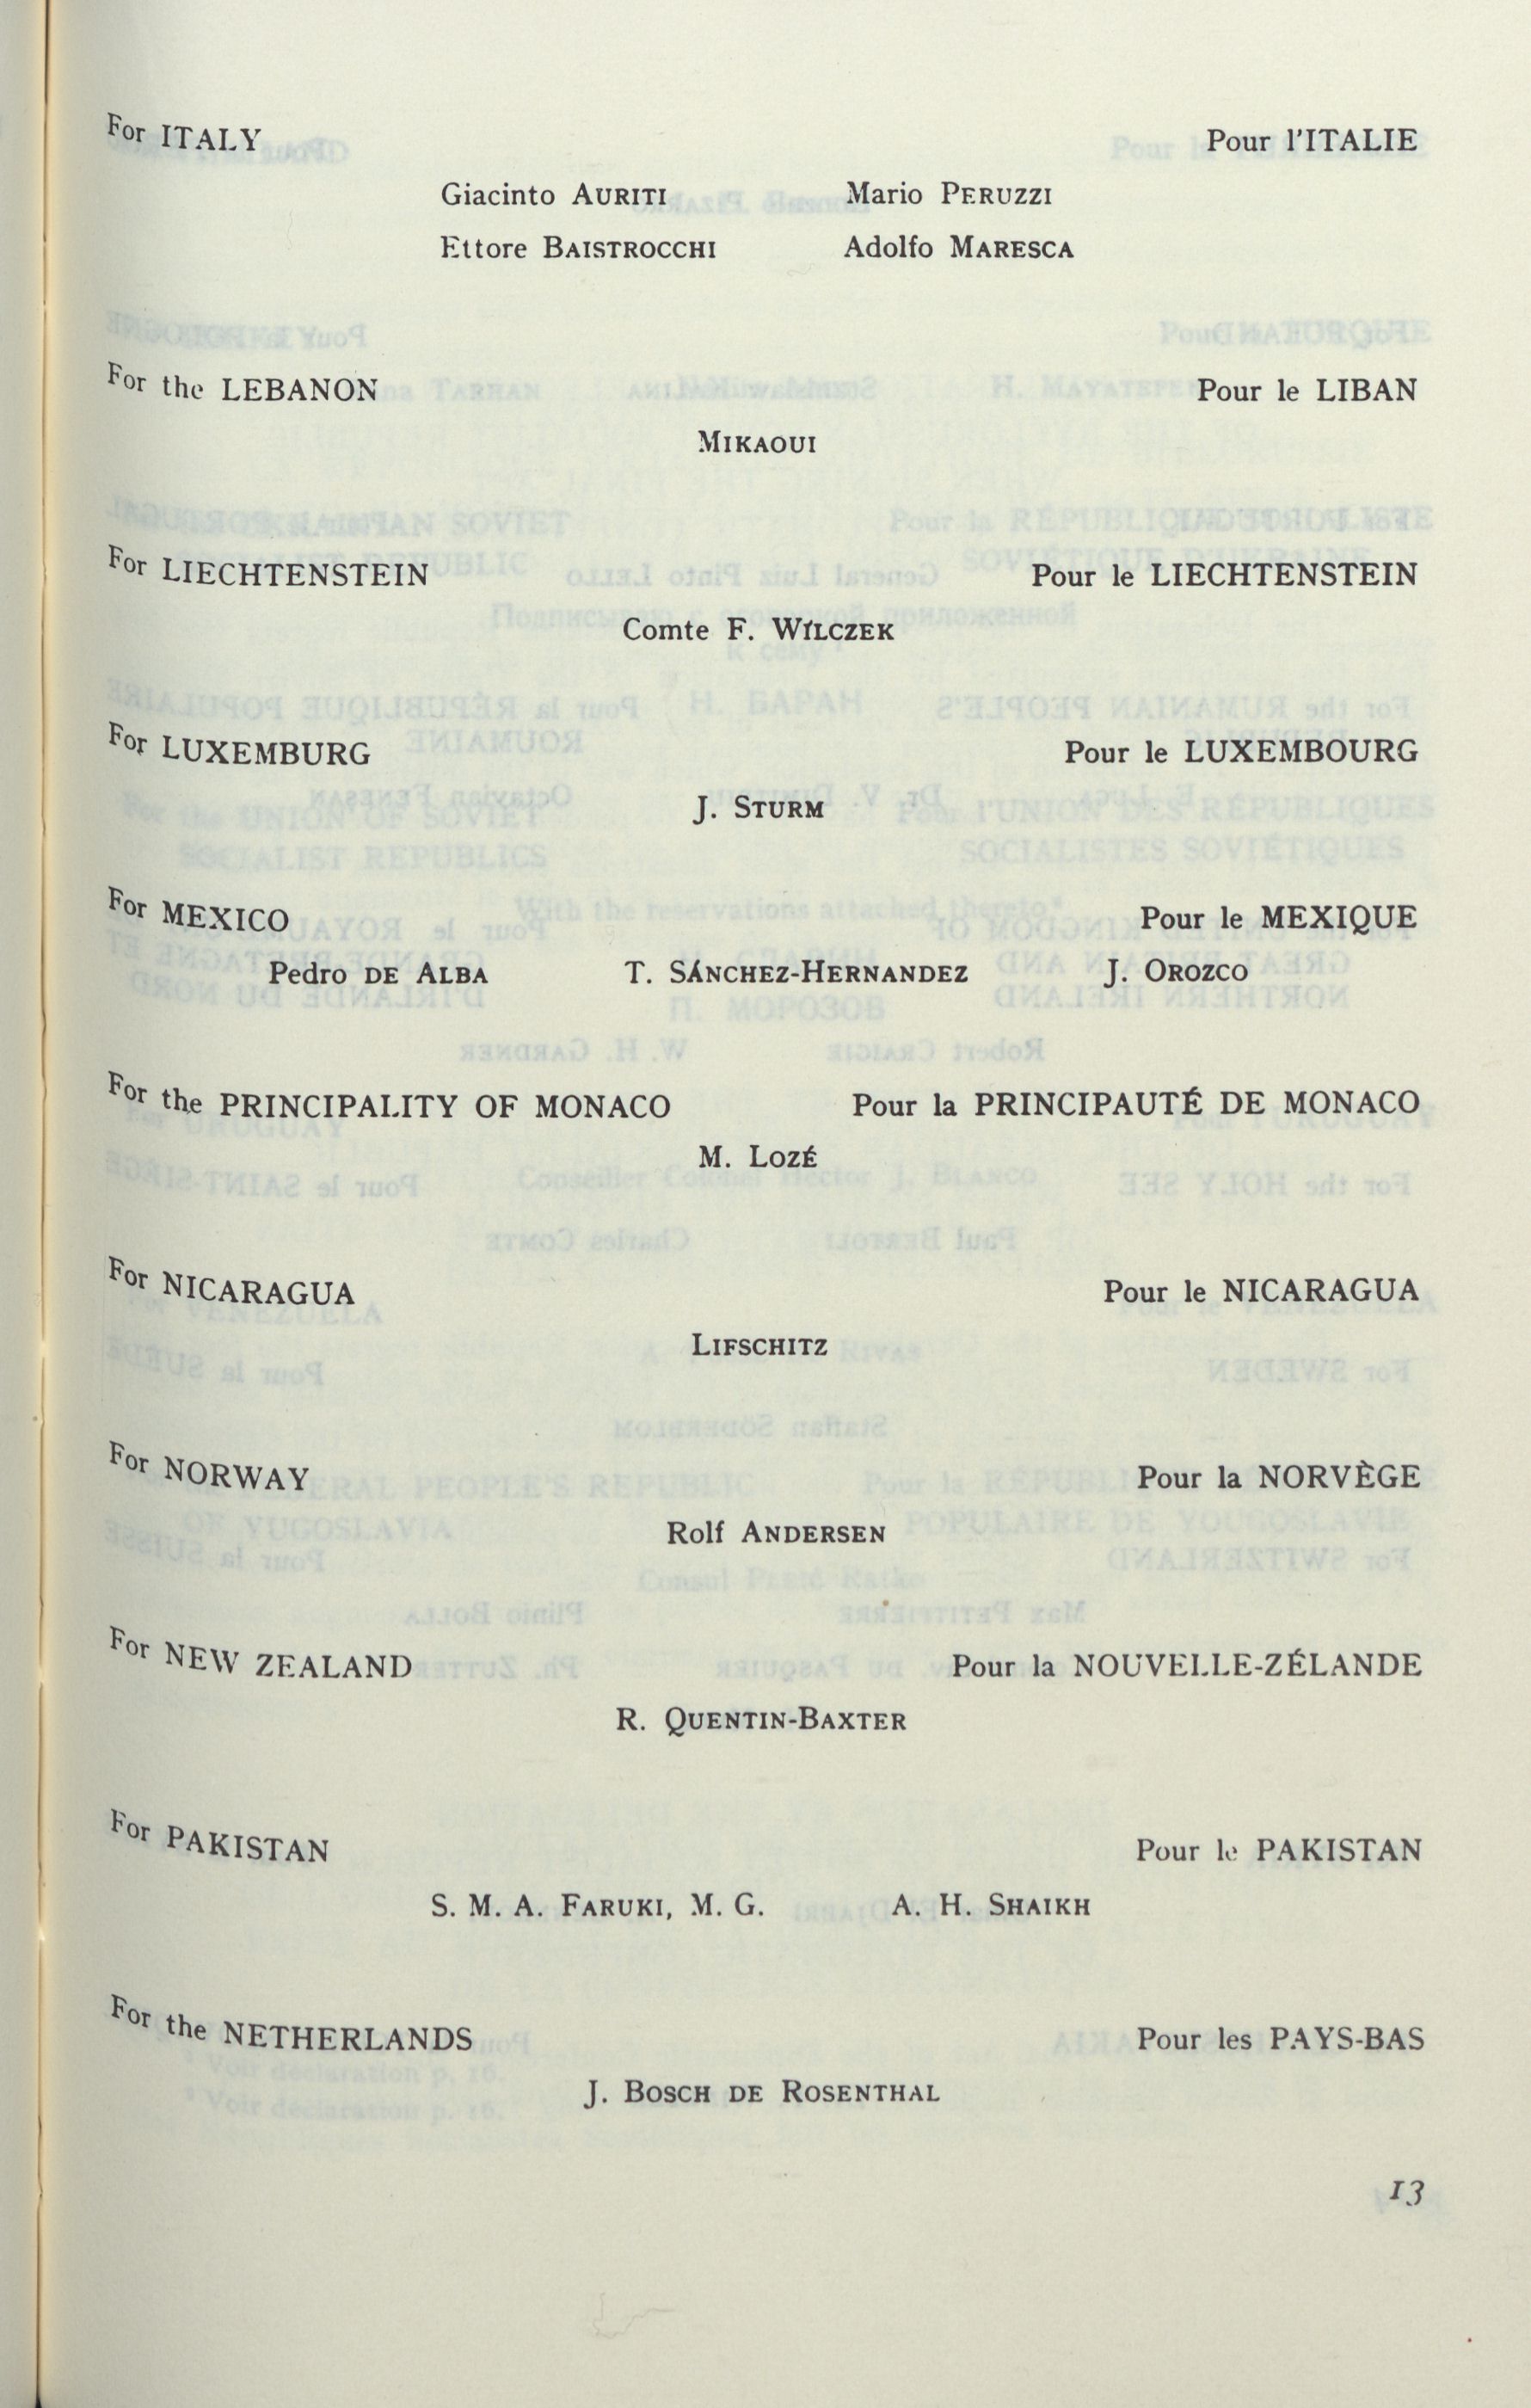 For ITALY Pour l'ITALIE
Giacinto AURITI Mario PERUZZI
Ettore BAISTROCCHI Adolfo MARESCA
For the LEBANON Pour le LIBAN
MIKAOUI
For LIECHTENSTEIN Pour le LIECHTENSTEIN
Comte F. WILCZEK
For LUXEMBURG Pour le LUXEMBOURG
J. STURM
For MEXICO Pour le MEXIQUE
Pedro DE ALBA T. SÁNCHEZ-HERNANDEZ J. OROZCO
For the PRINCIPALITY OF MONACO Pour la PRINCIPAUTÉ DE MONACO
M. LOZÉ
For NICARAGUA Pour le NICARAGUA
LIFSCHITZ
For NORWAY Pour la NORVÈGE
Rolf ANDERSEN
For NEW ZEALAND Pour la NOUVELLE-ZÉLANDE
R. QUENTIN-BAXTER
For PAKISTAN Pour le PAKISTAN
S. M. A. FARUKI, M. G. A. H. SHAIKH
For the NETHERLANDS Pour les PAYS-BAS
J. BOSCH DE ROSENTHAL
13